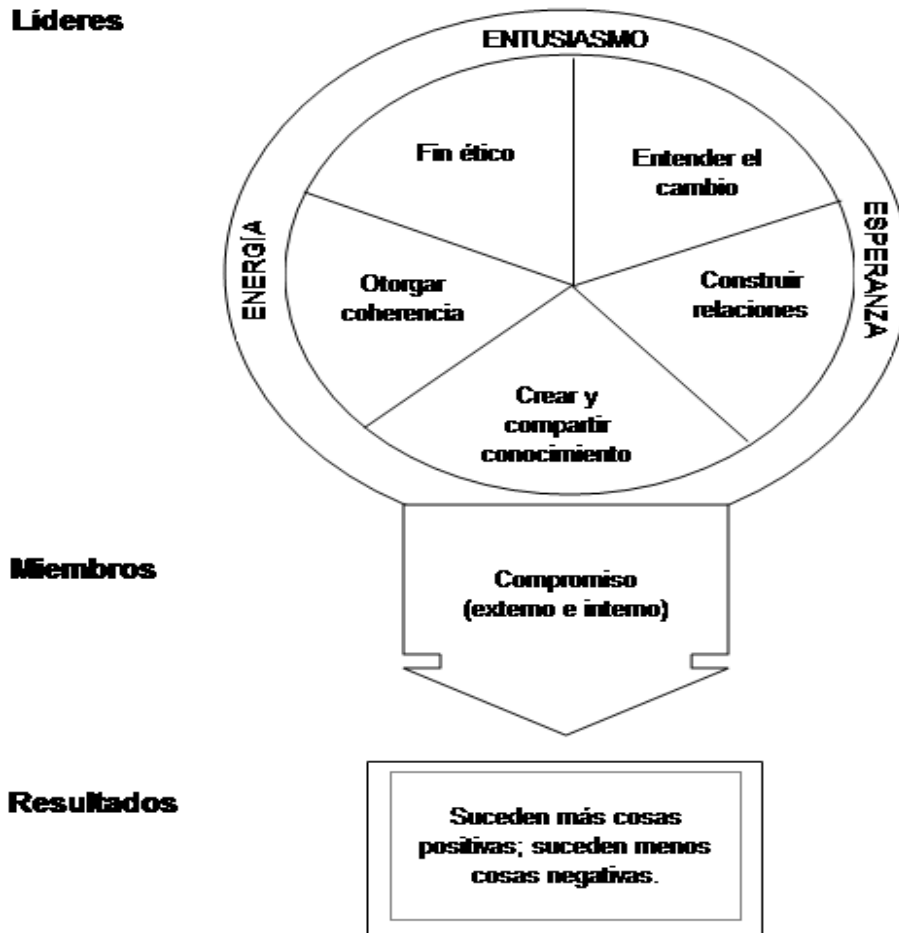 Líderes
ENTUSIASMO
Fin ético
Entender el
cambio
ENERGÍA
ESPERANZA
Otorgar
coherencia
Construir
relaciones
Crear y
compartir
conocimiento
Miembros
Compromiso
(externo e interno)
Resultados
Suceden más cosas
positivas; suceden menos
cosas negativas.